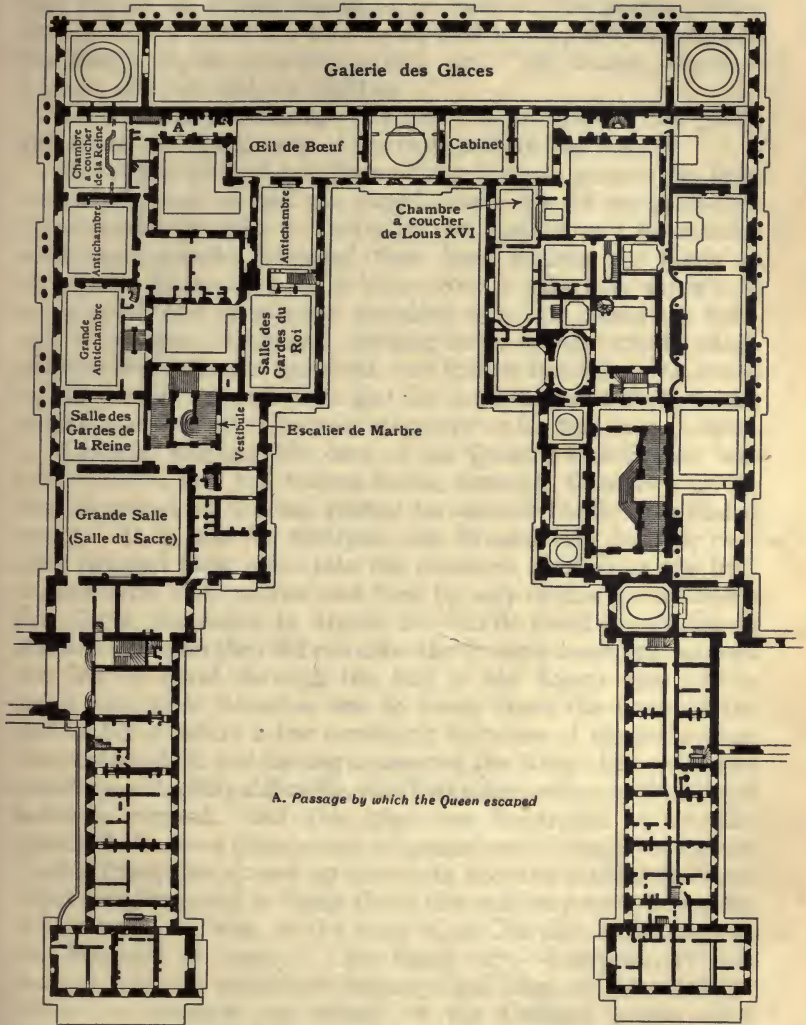 Galerie des Glaces
Chambre
a coucher
de la Reine
A
Œil de Bœuf
Cabinet
Antichambre
Antichambre
Chambre
a coucher
de Louis XVI
Grande
Antichambre
Salle des
Gardes du
Roi
Salle des
Gardes de
la Reine
Vestibule
Escalier de Marbre
Grande Salle
(Salle du Sacre)
A. Passage by which the Queen escaped